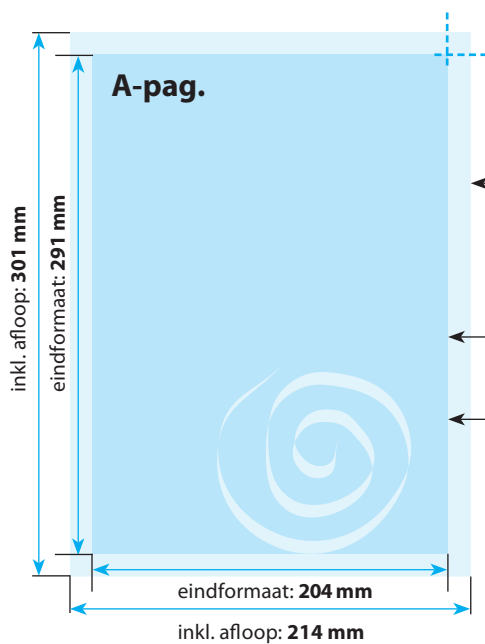 A-pag.
inkl. afloop: 301 mm
eindformaat: 291 mm
eindformaat: 204 mm
inkl. afloop: 214 mm